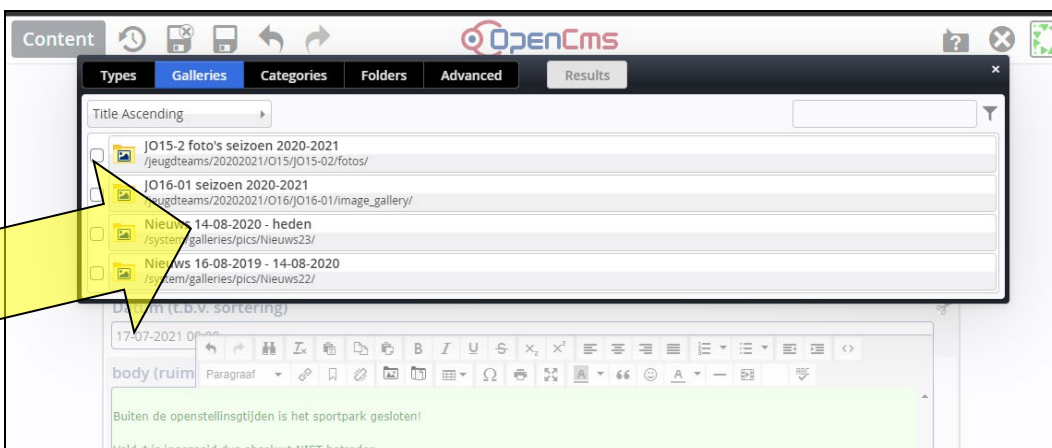 Content
OpenCms
Types Galleries Categories Folders Advanced Results ×
Title Ascending
JO15-2 foto's seizoen 2020-2021
/jeugdteams/20202021/O15/JO15-02/fotos/
JO16-01 seizoen 2020-2021
/jeugdteams/20202021/O16/JO16-01/image_gallery/
Nieuws 14-08-2020 - heden
/system/galleries/pics/Nieuws23/
Nieuws 16-08-2019 - 14-08-2020
/system/galleries/pics/Nieuws22/
Datum (t.b.v. sortering)
17-07-2021
body (ruim
Paragraaf
Buiten de openstellingstijden is het sportpark gesloten!